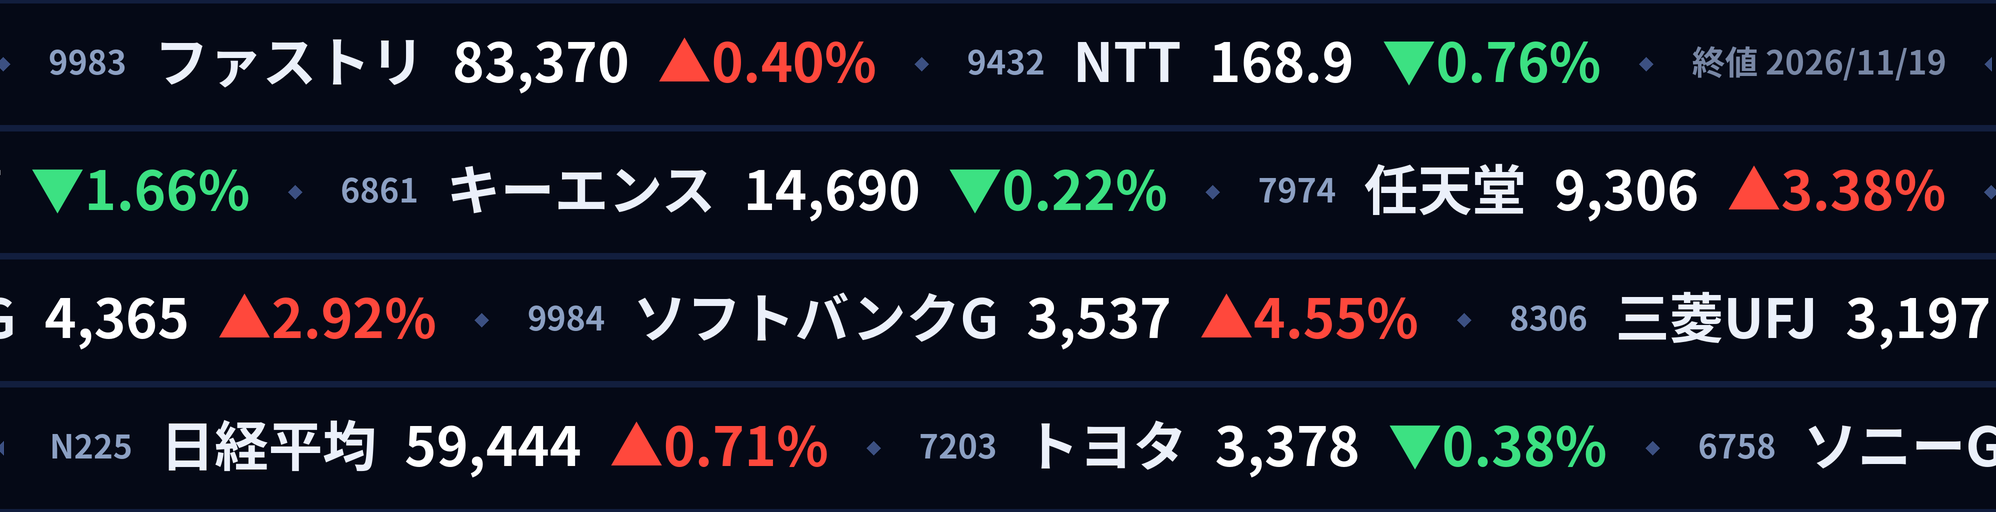 9983 ファストリ 83,370 ▲0.40% ◆ 9432 NTT 168.9 ▼0.76% ◆ 終値 2026/11/19
▼1.66% ◆ 6861 キーエンス 14,690 ▼0.22% ◆ 7974 任天堂 9,306 ▲3.38%
G 4,365 ▲2.92% ◆ 9984 ソフトバンクG 3,537 ▲4.55% ◆ 8306 三菱UFJ 3,197
N225 日経平均 59,444 ▲0.71% ◆ 7203 トヨタ 3,378 ▼0.38% ◆ 6758 ソニーG